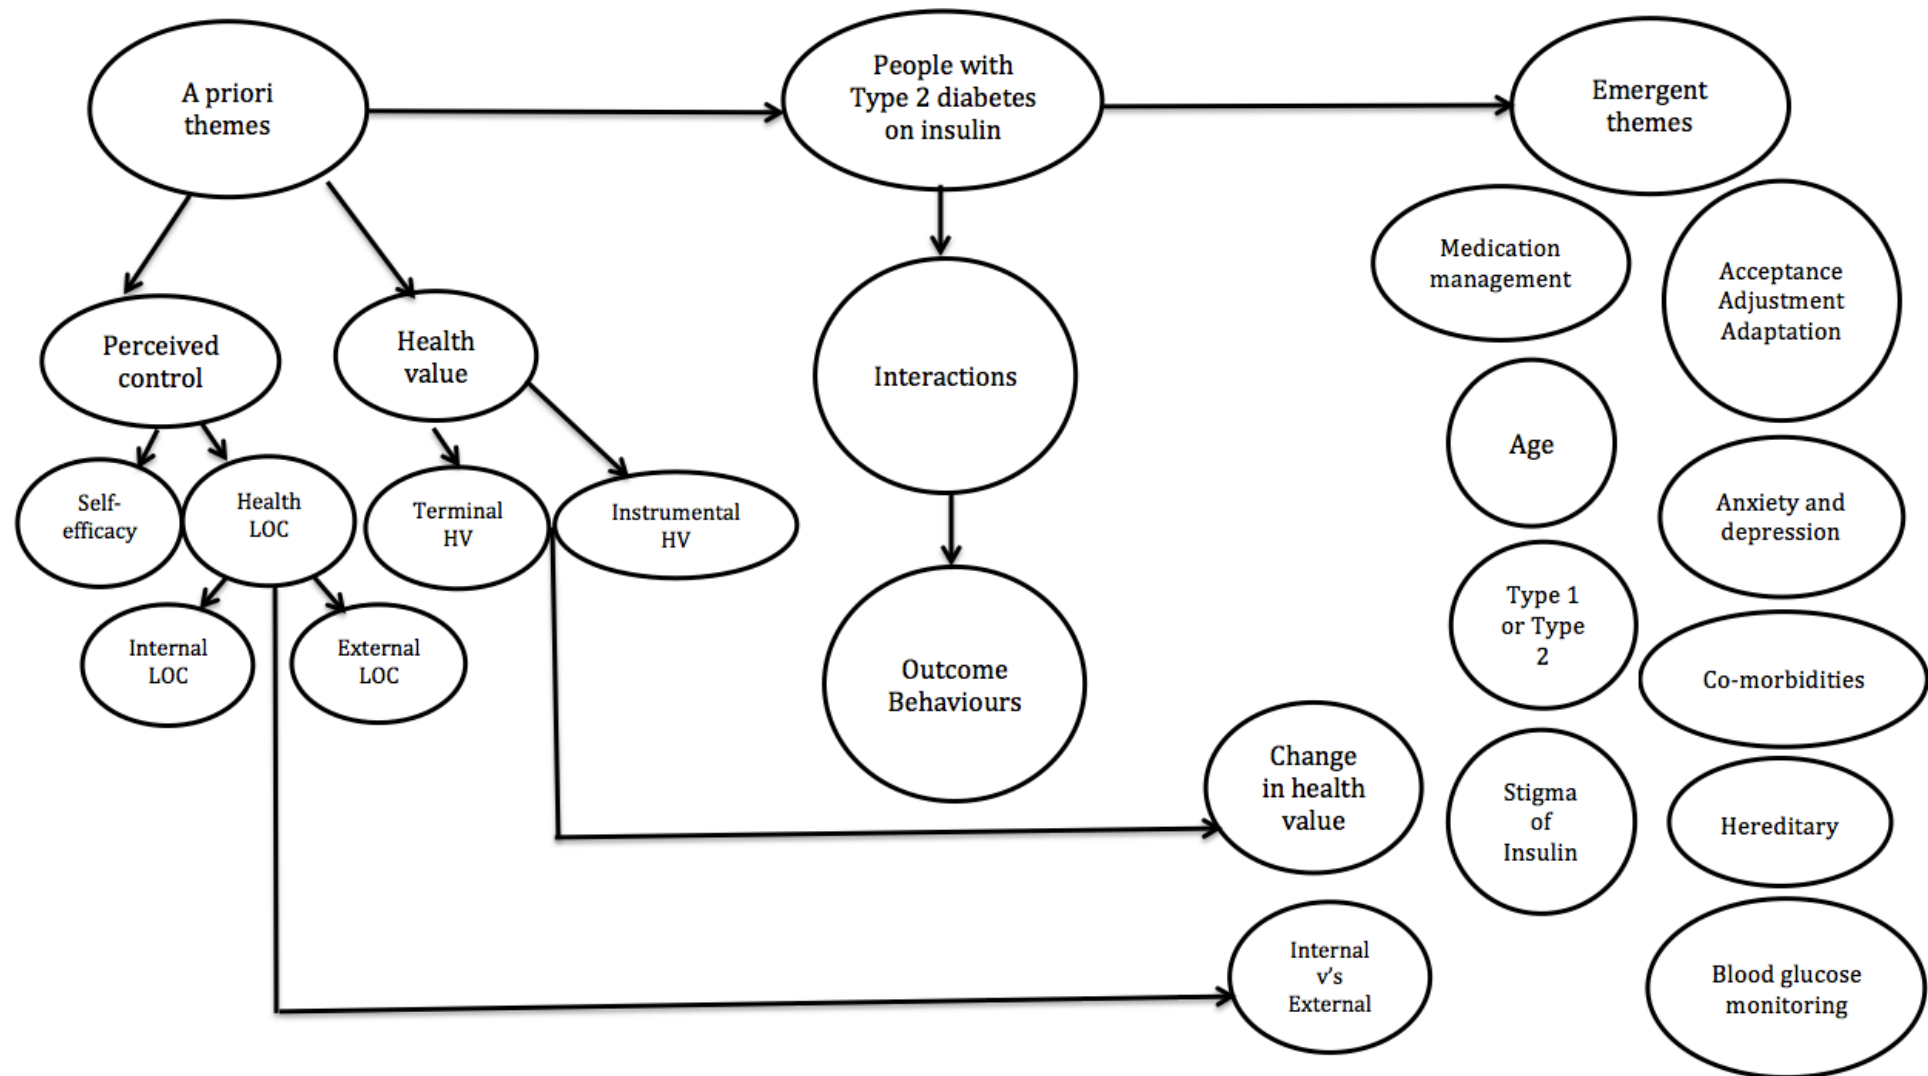 A priori
themes
People with
Type 2 diabetes
on insulin
Emergent
themes
Perceived
control
Health
value
Self-
efficacy
Health
LOC
Terminal
HV
Instrumental
HV
Internal
LOC
External
LOC
Interactions
Outcome
Behaviours
Change
in health
value
Internal
v's
External
Medication
management
Acceptance
Adjustment
Adaptation
Age
Anxiety and
depression
Type 1
or Type
2
Co-morbidities
Stigma
of
Insulin
Hereditary
Blood glucose
monitoring